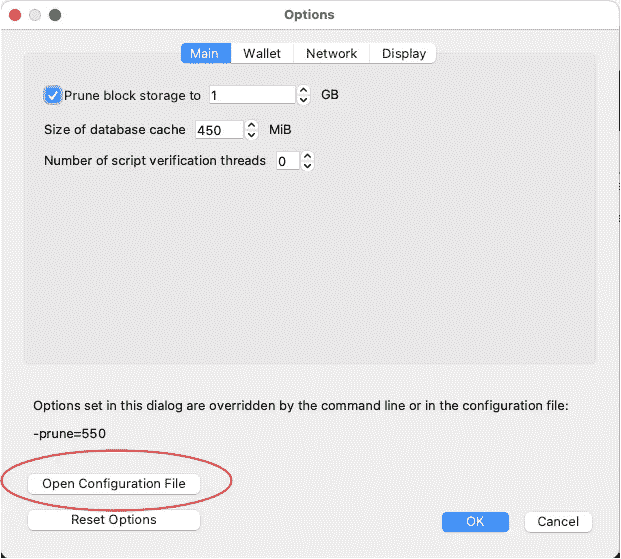 Options
Main Wallet Network Display
Prune block storage to 1 GB
Size of database cache 450 MiB
Number of script verification threads 0
Options set in this dialog are overridden by the command line or in the configuration file:
-prune=550
Open Configuration File
Reset Options OK Cancel